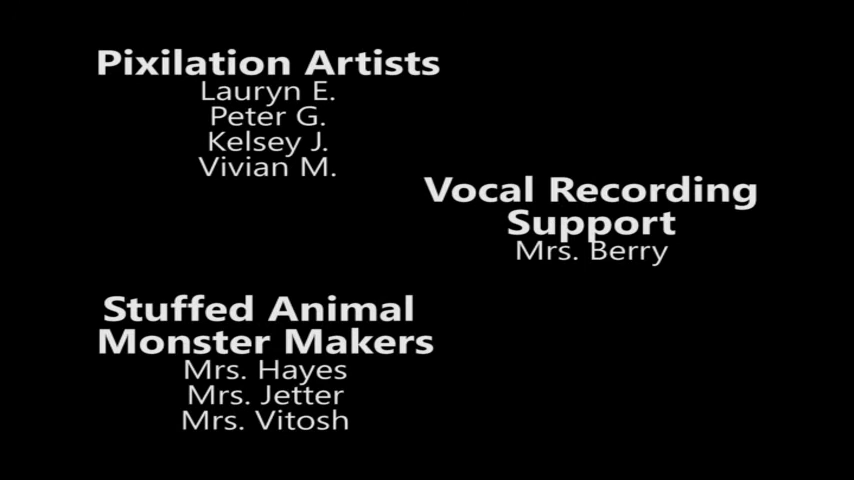 Pixilation Artists
Lauryn E.
Peter G.
Kelsey J.
Vivian M.
Vocal Recording
Support
Mrs. Berry
Stuffed Animal
Monster Makers
Mrs. Hayes
Mrs. Jetter
Mrs. Vitosh